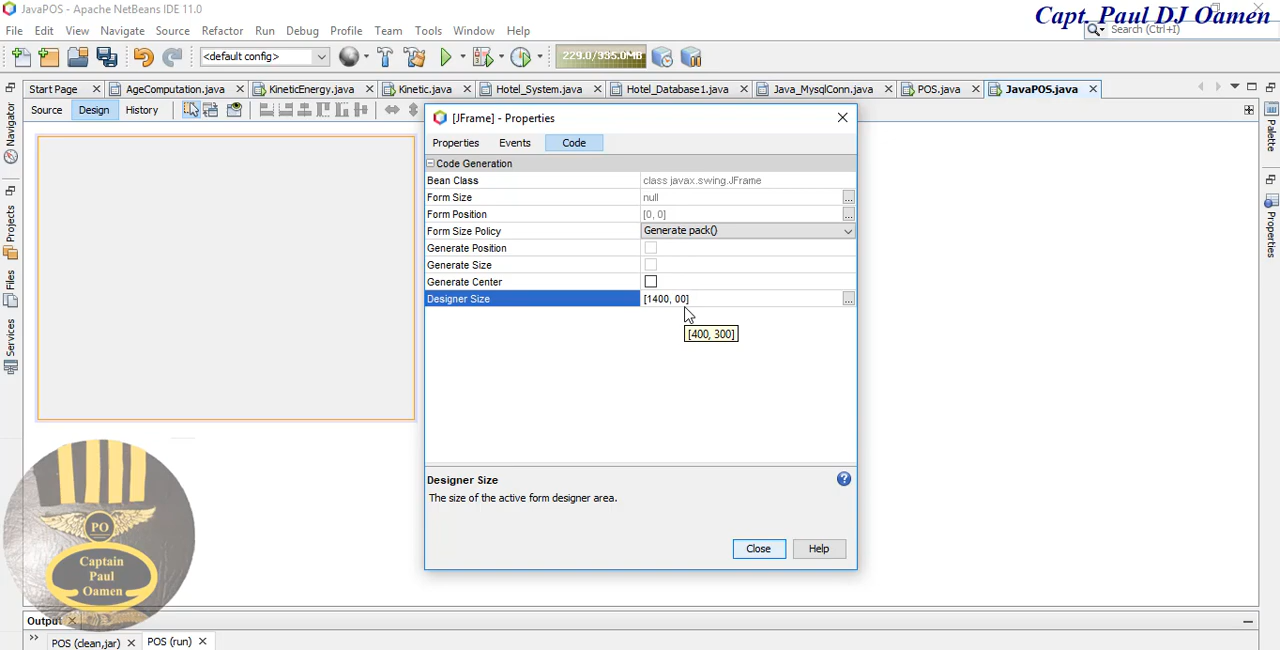 JavaPOS - Apache NetBeans IDE 11.0
Capt. Paul DJ Oamen
File Edit View Navigate Source Refactor Run Debug Profile Team Tools Window Help
Search (Ctrl+I)
<default config>
229.0/335.0MB
Start Page
AgeComputation.java
KineticEnergy.java
Kinetic.java
Hotel_System.java
Hotel_Database1.java
Java_MysqlConn.java
POS.java
JavaPOS.java
Source Design History
Navigator
Projects
Files
Services
Palette
Properties
[JFrame] - Properties
Properties Events Code
Code Generation
Bean Class class javax.swing.JFrame
Form Size null ...
Form Position [0, 0] ...
Form Size Policy Generate pack()
Generate Position
Generate Size
Generate Center
Designer Size [1400, 00] ...
[400, 300]
Designer Size
The size of the active form designer area.
Close Help
PO
Captain
Paul
Oamen
Output
POS (clean,jar) POS (run)